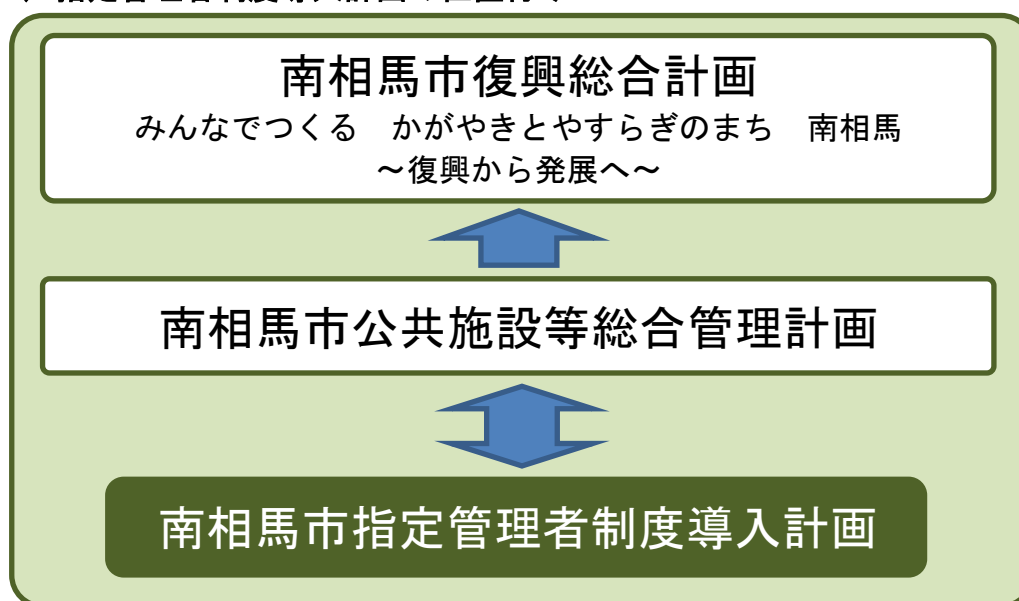 南相馬市復興総合計画
みんなでつくる　かがやきとやすらぎのまち　南相馬
～復興から発展へ～
南相馬市公共施設等総合管理計画
南相馬市指定管理者制度導入計画